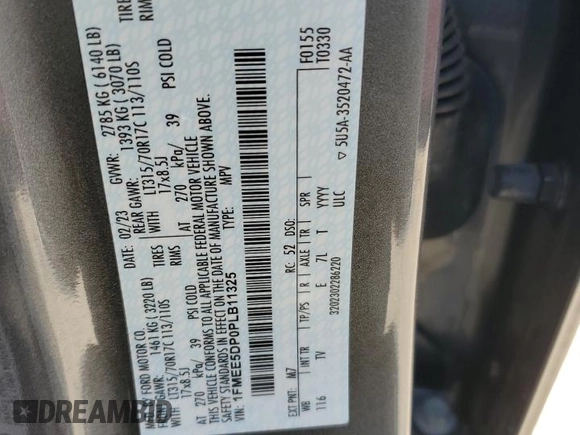 MFD. BY FORD MOTOR CO.
DATE: 02/23 GVWR: 2785 KG ( 6140 LB)
FRONT GAWR: 1461 KG ( 3220 LB) REAR GAWR: 1393 KG ( 3070 LB)
LT315/70R17C 113/110S TIRES WITH LT315/70R17C 113/110S TIRES
17x8.5J RIMS 17x8.5J RIMS
AT 270 kPa/ 39 PSI COLD AT 270 kPa/ 39 PSI COLD
THIS VEHICLE CONFORMS TO ALL APPLICABLE FEDERAL MOTOR VEHICLE
SAFETY STANDARDS IN EFFECT ON THE DATE OF MANUFACTURE SHOWN ABOVE.
VIN: 1FMEE5DP0PLB11325
TYPE: MPV
F0155
T0330
EXT PNT: M7 RC: 52 DSO:
INT TR TP/PS R AXLE TR SPR
116 TV E 7L T YYYY
3202302286220 ULC
▽ 5U5A-3520472-AA
DREAMBID